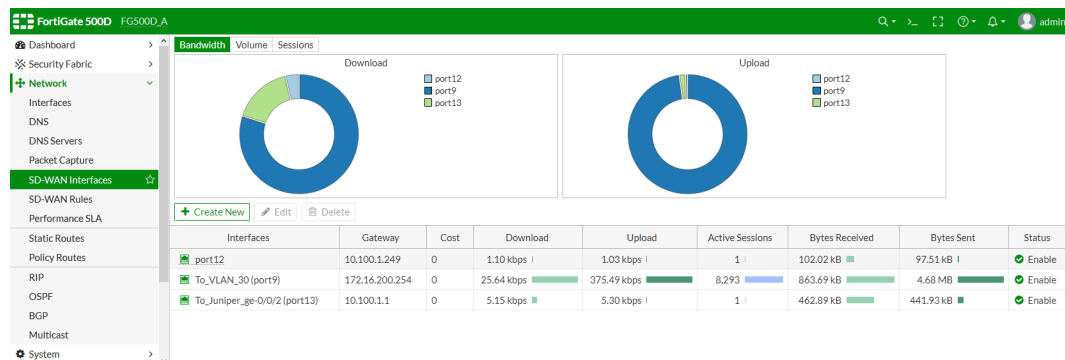 FortiGate 500D FG500D_A
admin
Dashboard
Security Fabric
Network
Interfaces
DNS
DNS Servers
Packet Capture
SD-WAN Interfaces
SD-WAN Rules
Performance SLA
Static Routes
Policy Routes
RIP
OSPF
BGP
Multicast
System
Bandwidth Volume Sessions
Download
port12
port9
port13
Upload
port12
port9
port13
Create New Edit Delete
Interfaces Gateway Cost Download Upload Active Sessions Bytes Received Bytes Sent Status
port12 10.100.1.249 0 1.10 kbps 1.03 kbps 1 102.02 kB 97.51 kB Enable
To_VLAN_30 (port9) 172.16.200.254 0 25.64 kbps 375.49 kbps 8,293 863.69 kB 4.68 MB Enable
To_Juniper_ge-0/0/2 (port13) 10.100.1.1 0 5.15 kbps 5.30 kbps 1 462.89 kB 441.93 kB Enable